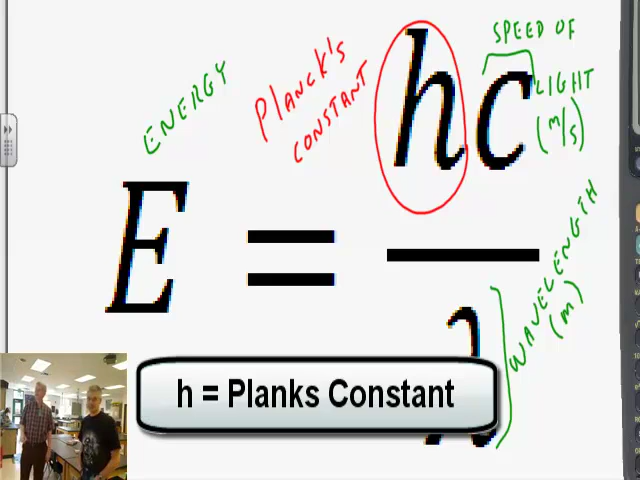 SPEED OF
LIGHT
(m/s)
ENERGY
PLANCK'S
CONSTANT
E = hc
λ
WAVELENGTH
(m)
h = Planks Constant